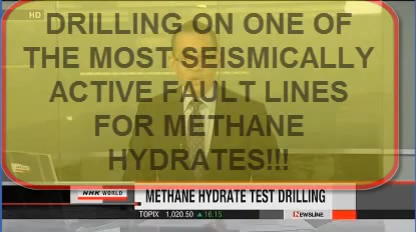 HD
DRILLING ON ONE OF
THE MOST SEISMICALLY
ACTIVE FAULT LINES
FOR METHANE
HYDRATES!!!
NHK WORLD
METHANE HYDRATE TEST DRILLING
TOPIX 1,020.50 ▲16.15
NEWSLINE